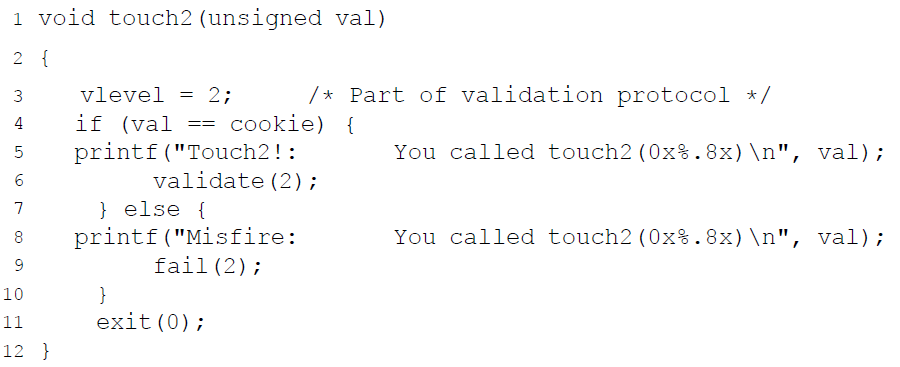 1 void touch2(unsigned val)
2 {
3 vlevel = 2; /* Part of validation protocol */
4 if (val == cookie) {
5 printf("Touch2!: You called touch2(0x%.8x)\n", val);
6 validate(2);
7 } else {
8 printf("Misfire: You called touch2(0x%.8x)\n", val);
9 fail(2);
10 }
11 exit(0);
12 }